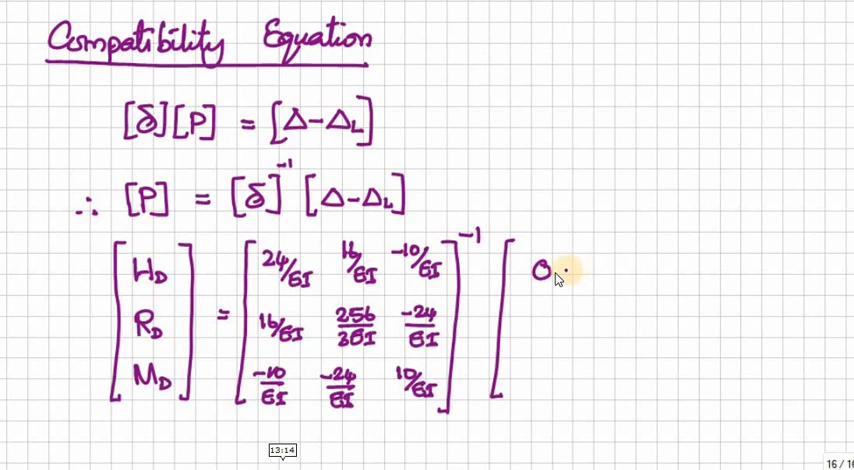 Compatibility Equation
[δ][P] = [Δ-ΔL]
∴ [P] = [δ]⁻¹ [Δ-ΔL]
[HD] = [24/EI 16/EI -10/EI]⁻¹ [0 -
[RD] [16/EI 256/3EI -24/EI]
[MD] [-10/EI -24/EI 10/EI]
13:14
16 / 16